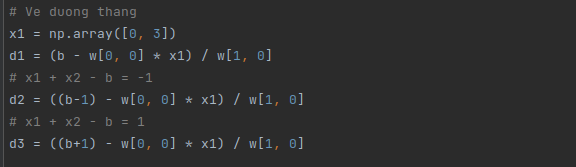 # Ve duong thang
x1 = np.array([0, 3])
d1 = (b - w[0, 0] * x1) / w[1, 0]
# x1 + x2 - b = -1
d2 = ((b-1) - w[0, 0] * x1) / w[1, 0]
# x1 + x2 - b = 1
d3 = ((b+1) - w[0, 0] * x1) / w[1, 0]